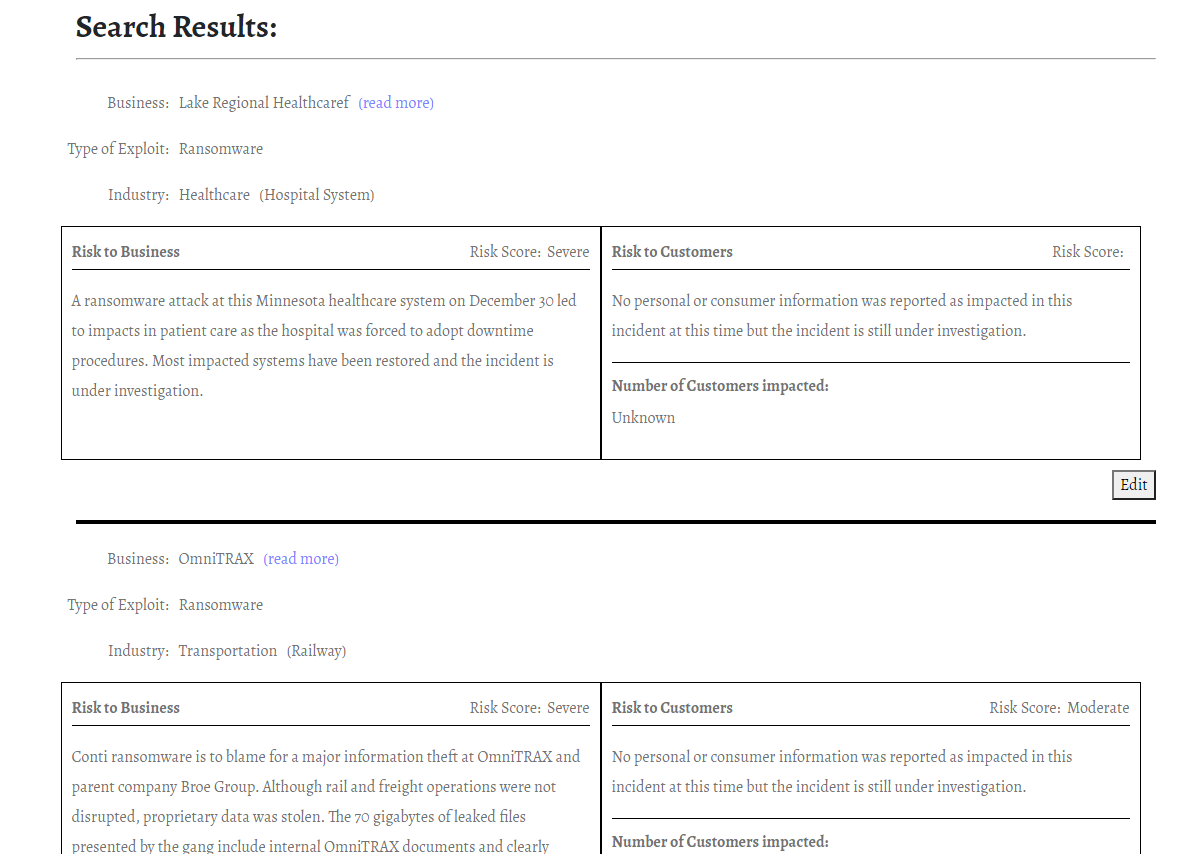 Search Results:
Business: Lake Regional Healthcaref (read more)
Type of Exploit: Ransomware
Industry: Healthcare (Hospital System)
Risk to Business Risk Score: Severe
A ransomware attack at this Minnesota healthcare system on December 30 led
to impacts in patient care as the hospital was forced to adopt downtime
procedures. Most impacted systems have been restored and the incident is
under investigation.
Risk to Customers Risk Score:
No personal or consumer information was reported as impacted in this
incident at this time but the incident is still under investigation.
Number of Customers impacted:
Unknown
Edit
Business: OmniTRAX (read more)
Type of Exploit: Ransomware
Industry: Transportation (Railway)
Risk to Business Risk Score: Severe
Conti ransomware is to blame for a major information theft at OmniTRAX and
parent company Broe Group. Although rail and freight operations were not
disrupted, proprietary data was stolen. The 70 gigabytes of leaked files
presented by the gang include internal OmniTRAX documents and clearly
Risk to Customers Risk Score: Moderate
No personal or consumer information was reported as impacted in this
incident at this time but the incident is still under investigation.
Number of Customers impacted: